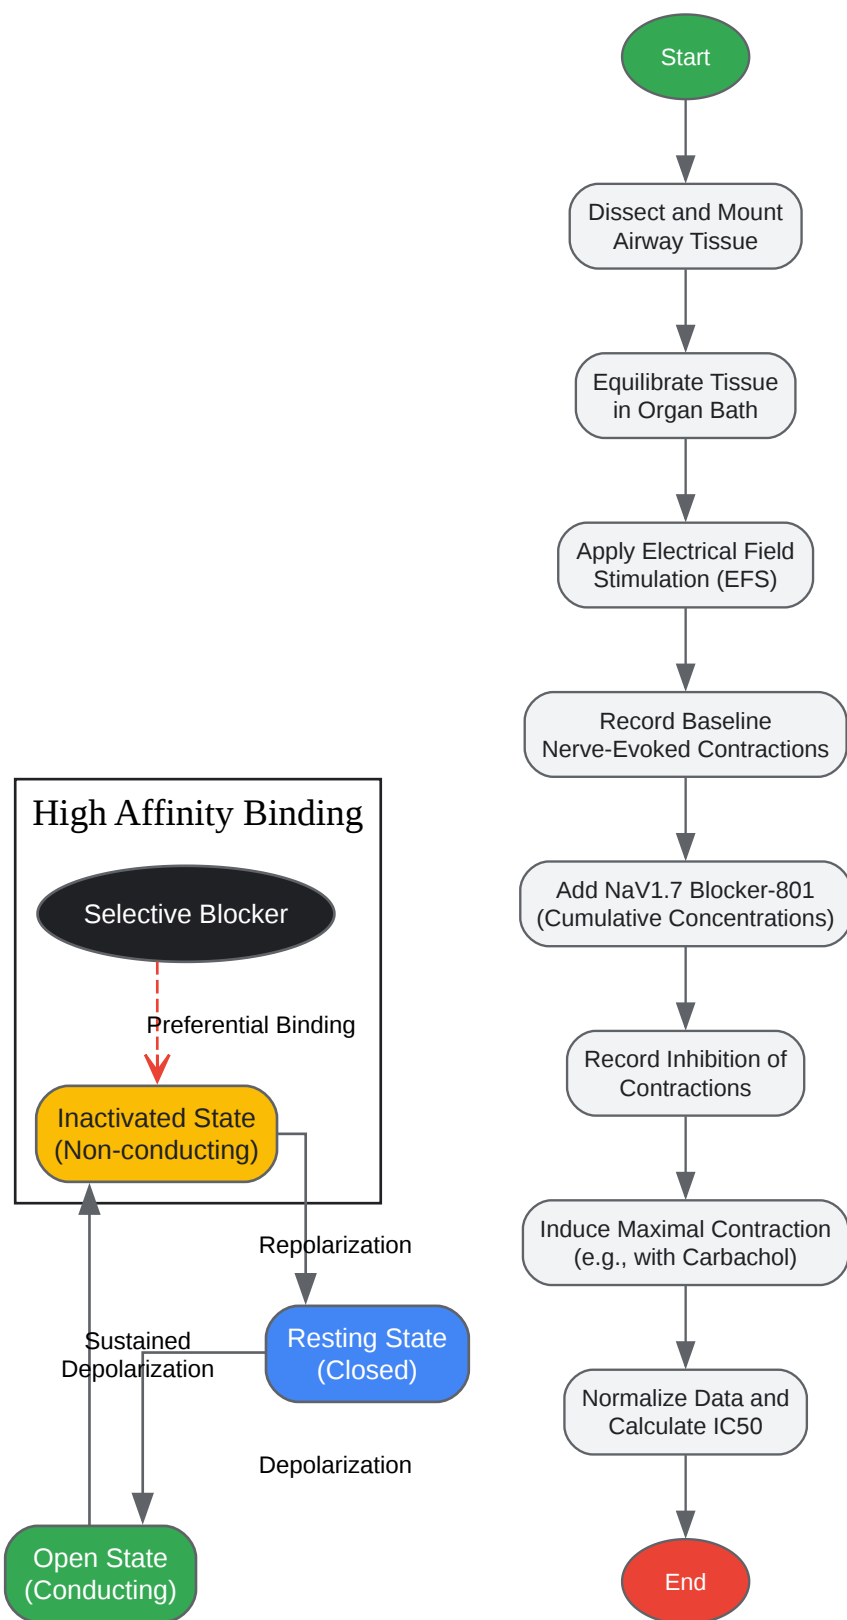 Start
Dissect and Mount
Airway Tissue
Equilibrate Tissue
in Organ Bath
Apply Electrical Field
Stimulation (EFS)
Record Baseline
Nerve-Evoked Contractions
Add NaV1.7 Blocker-801
(Cumulative Concentrations)
Record Inhibition of
Contractions
Induce Maximal Contraction
(e.g., with Carbachol)
Normalize Data and
Calculate IC50
End
High Affinity Binding
Selective Blocker
Preferential Binding
Inactivated State
(Non-conducting)
Repolarization
Resting State
(Closed)
Sustained
Depolarization
Depolarization
Open State
(Conducting)